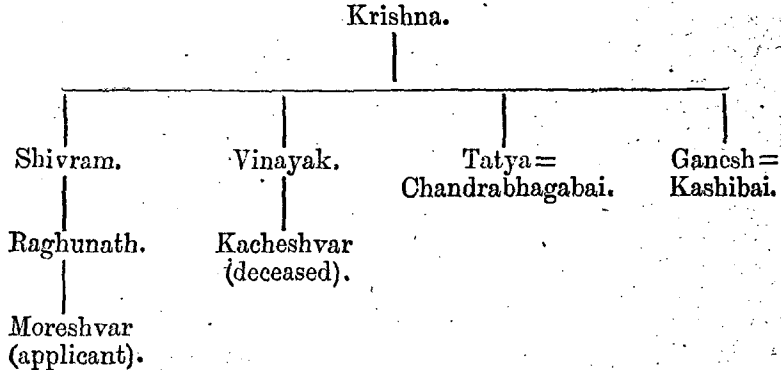 Krishna.
Shivram. Vinayak. Tatya= Ganesh=
Chandrabhagabai. Kashibai.
Raghunath. Kacheshvar
(deceased).
Moreshvar
(applicant).